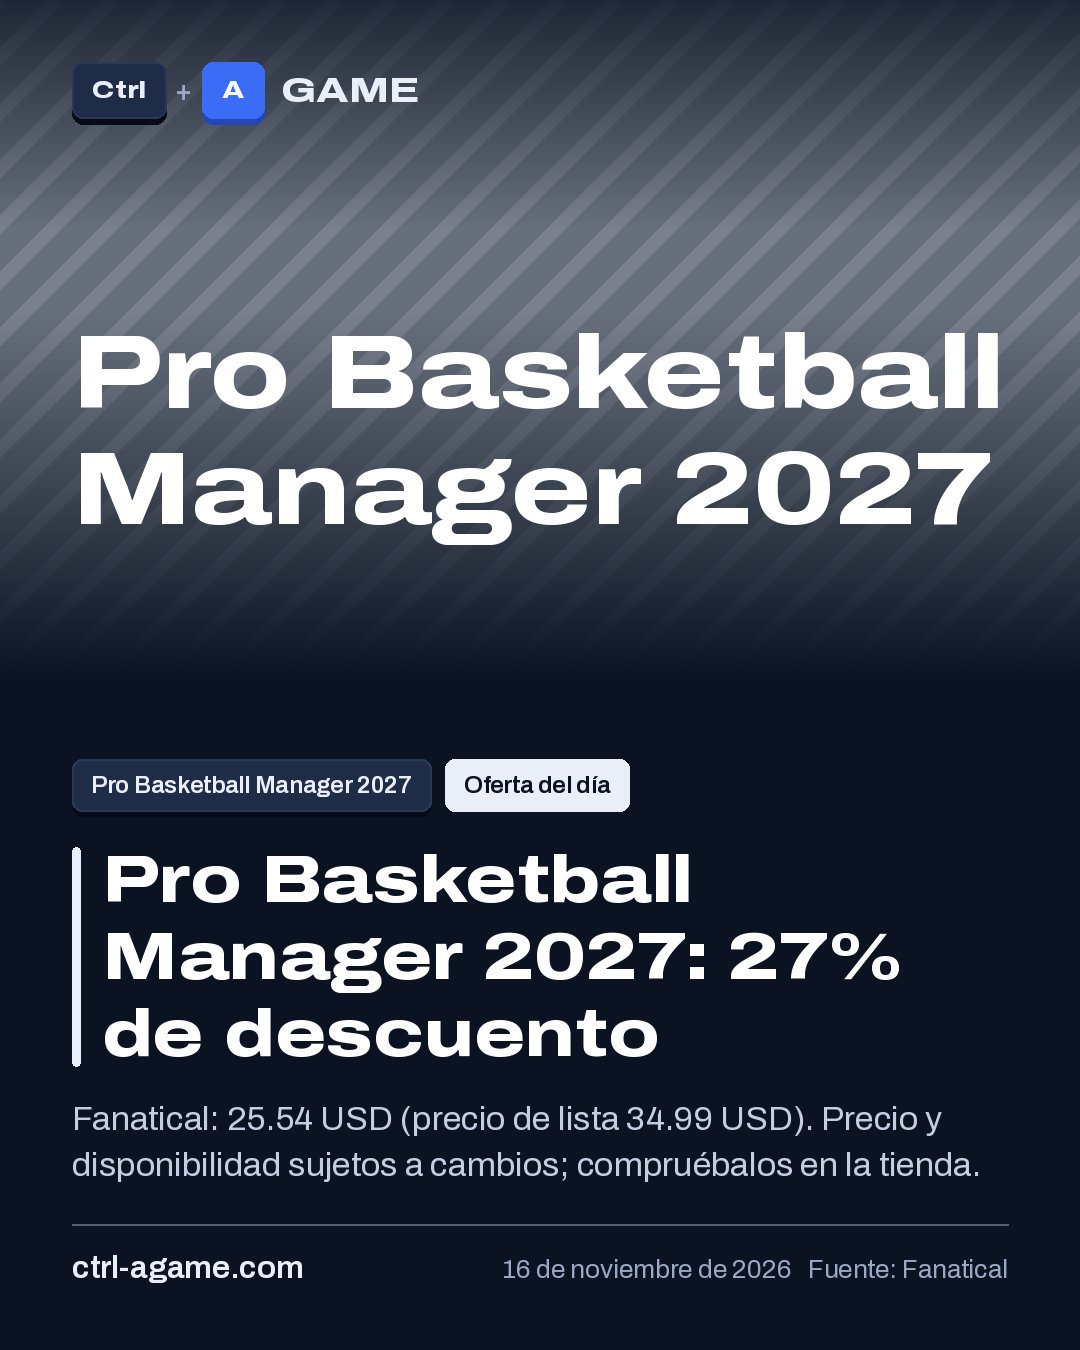 Ctrl + A GAME
Pro Basketball
Manager 2027
Pro Basketball Manager 2027 Oferta del día
Pro Basketball
Manager 2027: 27%
de descuento
Fanatical: 25.54 USD (precio de lista 34.99 USD). Precio y
disponibilidad sujetos a cambios; compruébalos en la tienda.
ctrl-agame.com 16 de noviembre de 2026 Fuente: Fanatical